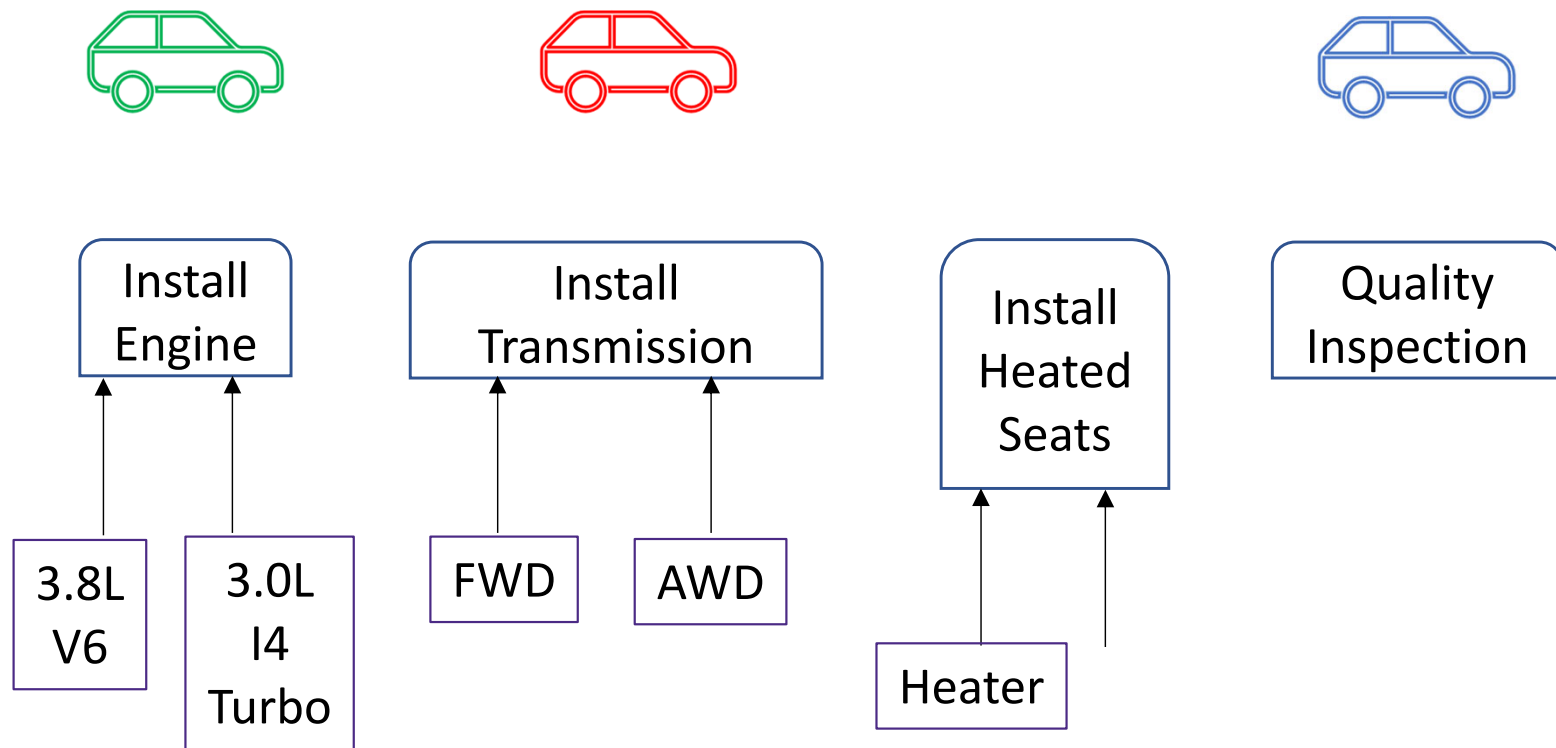 Install
Engine
Install
Transmission
Install
Heated
Seats
Quality
Inspection
3.8L
V6
3.0L
I4
Turbo
FWD
AWD
Heater